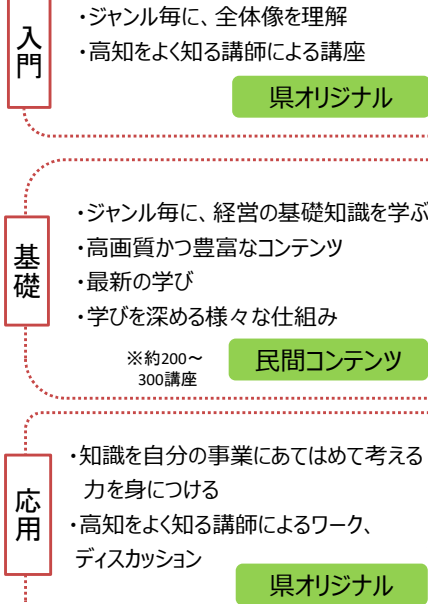 入門
・ジャンル毎に、全体像を理解
・高知をよく知る講師による講座
県オリジナル
基礎
・ジャンル毎に、経営の基礎知識を学ぶ
・高画質かつ豊富なコンテンツ
・最新の学び
・学びを深める様々な仕組み
※約200～
300講座
民間コンテンツ
応用
・知識を自分の事業にあてはめて考える
力を身につける
・高知をよく知る講師によるワーク、
ディスカッション
県オリジナル